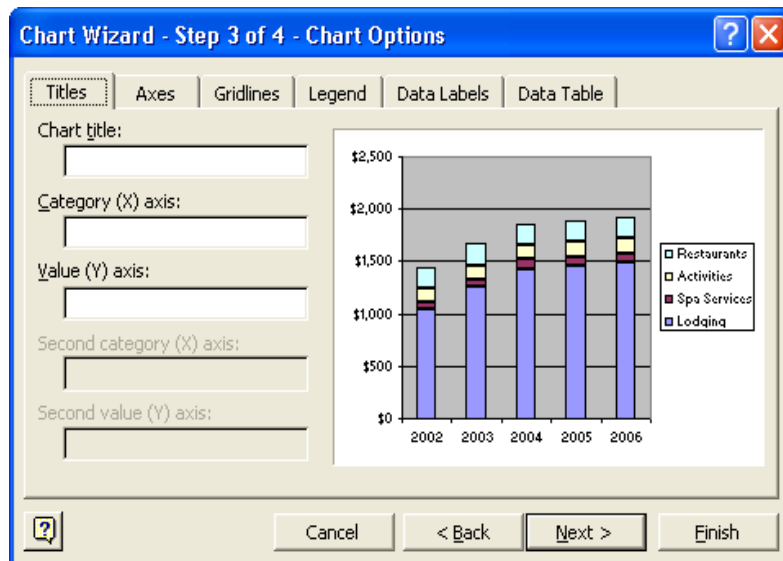 Chart Wizard - Step 3 of 4 - Chart Options
Titles Axes Gridlines Legend Data Labels Data Table
Chart title:
Category (X) axis:
Value (Y) axis:
Second category (X) axis:
Second value (Y) axis:
$2,500
$2,000
$1,500
$1,000
$500
$0
2002 2003 2004 2005 2006
Restaurants
Activities
Spa Services
Lodging
Cancel < Back Next > Finish